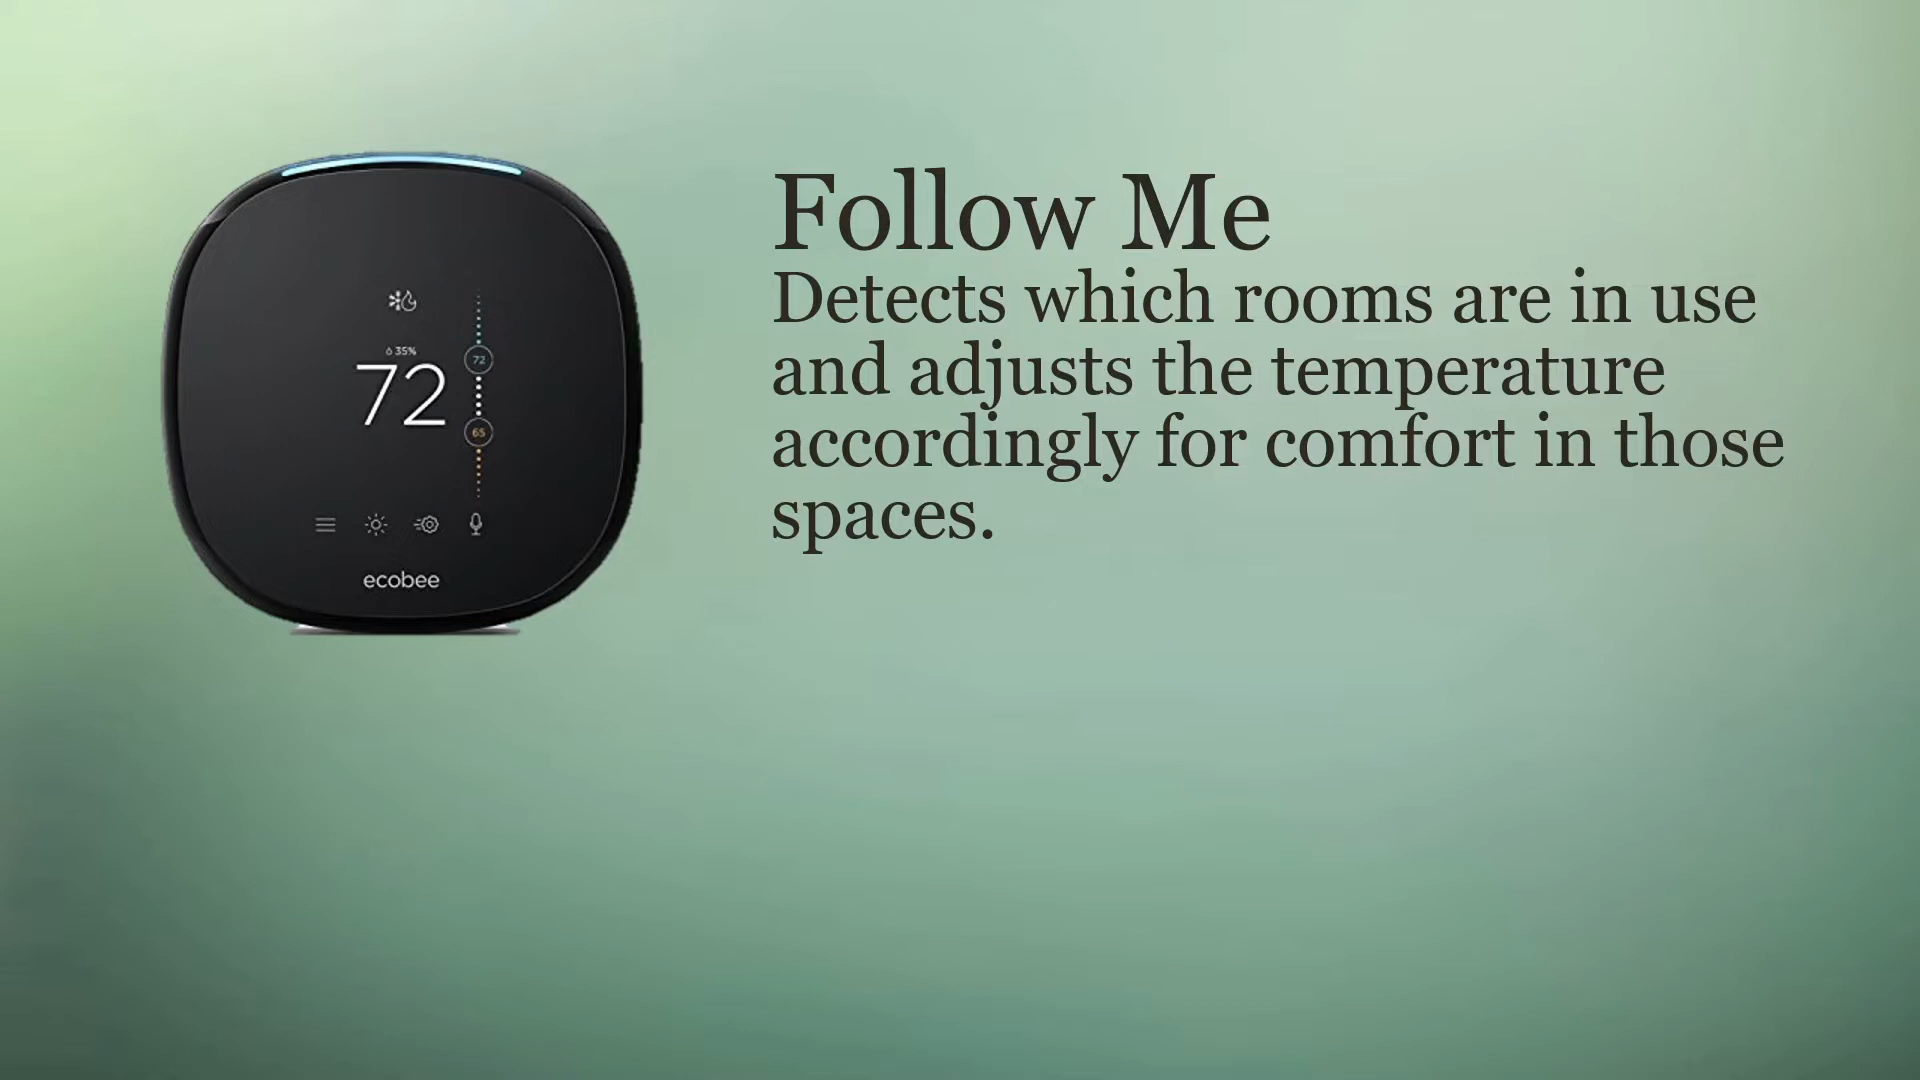 Follow Me
Detects which rooms are in use
and adjusts the temperature
accordingly for comfort in those
spaces.
35%
72
72
65
ecobee